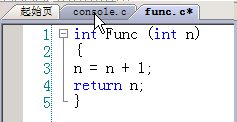 起始页 console.c func.c*
1 int Func (int n)
2 {
3 n = n + 1;
4 return n;
5 }